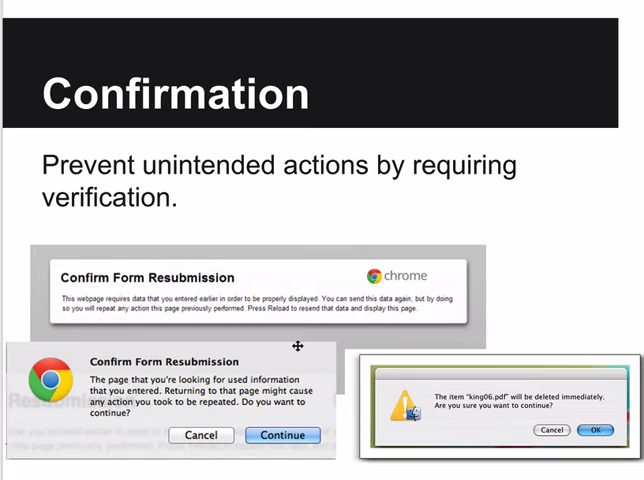 Confirmation
Prevent unintended actions by requiring
verification.
Confirm Form Resubmission
chrome
This webpage requires data that you entered earlier in order to be properly displayed. You can send this data again, but by doing
so you will repeat any action this page previously performed. Press Reload to resend that data and display this page.
Confirm Form Resubmission
The page that you're looking for used information
that you entered. Returning to that page might cause
any action you took to be repeated. Do you want to
continue?
Cancel
Continue
The item "king06.pdf" will be deleted immediately.
Are you sure you want to continue?
Cancel
OK